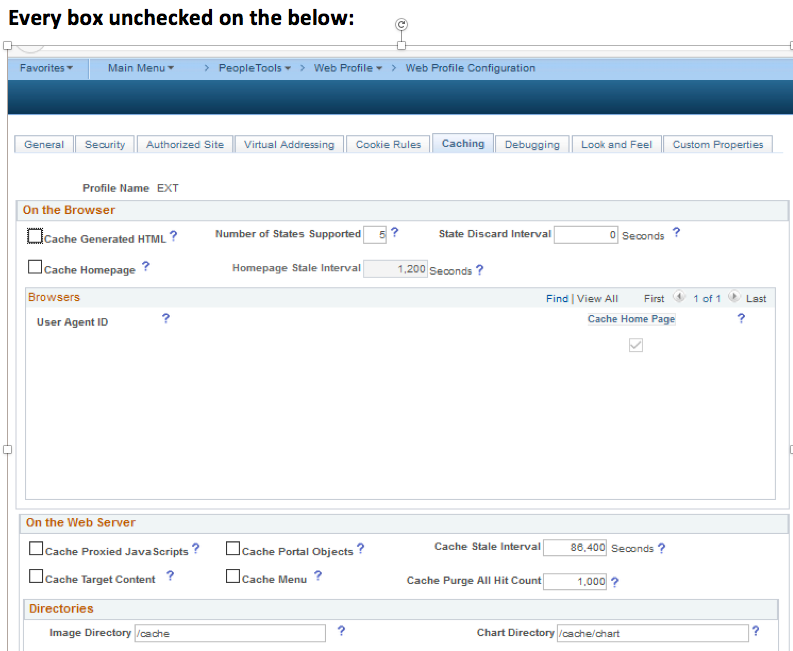 Every box unchecked on the below:
Favorites Main Menu > PeopleTools > Web Profile > Web Profile Configuration
General Security Authorized Site Virtual Addressing Cookie Rules Caching Debugging Look and Feel Custom Properties
Profile Name EXT
On the Browser
Cache Generated HTML ? Number of States Supported 5 ? State Discard Interval 0 Seconds ?
Cache Homepage ? Homepage Stale Interval 1,200 Seconds ?
Browsers Find | View All First 1 of 1 Last
User Agent ID ? Cache Home Page ?
On the Web Server
Cache Proxied JavaScripts ? Cache Portal Objects ? Cache Stale Interval 86,400 Seconds ?
Cache Target Content ? Cache Menu ? Cache Purge All Hit Count 1,000 ?
Directories
Image Directory /cache ? Chart Directory /cache/chart ?